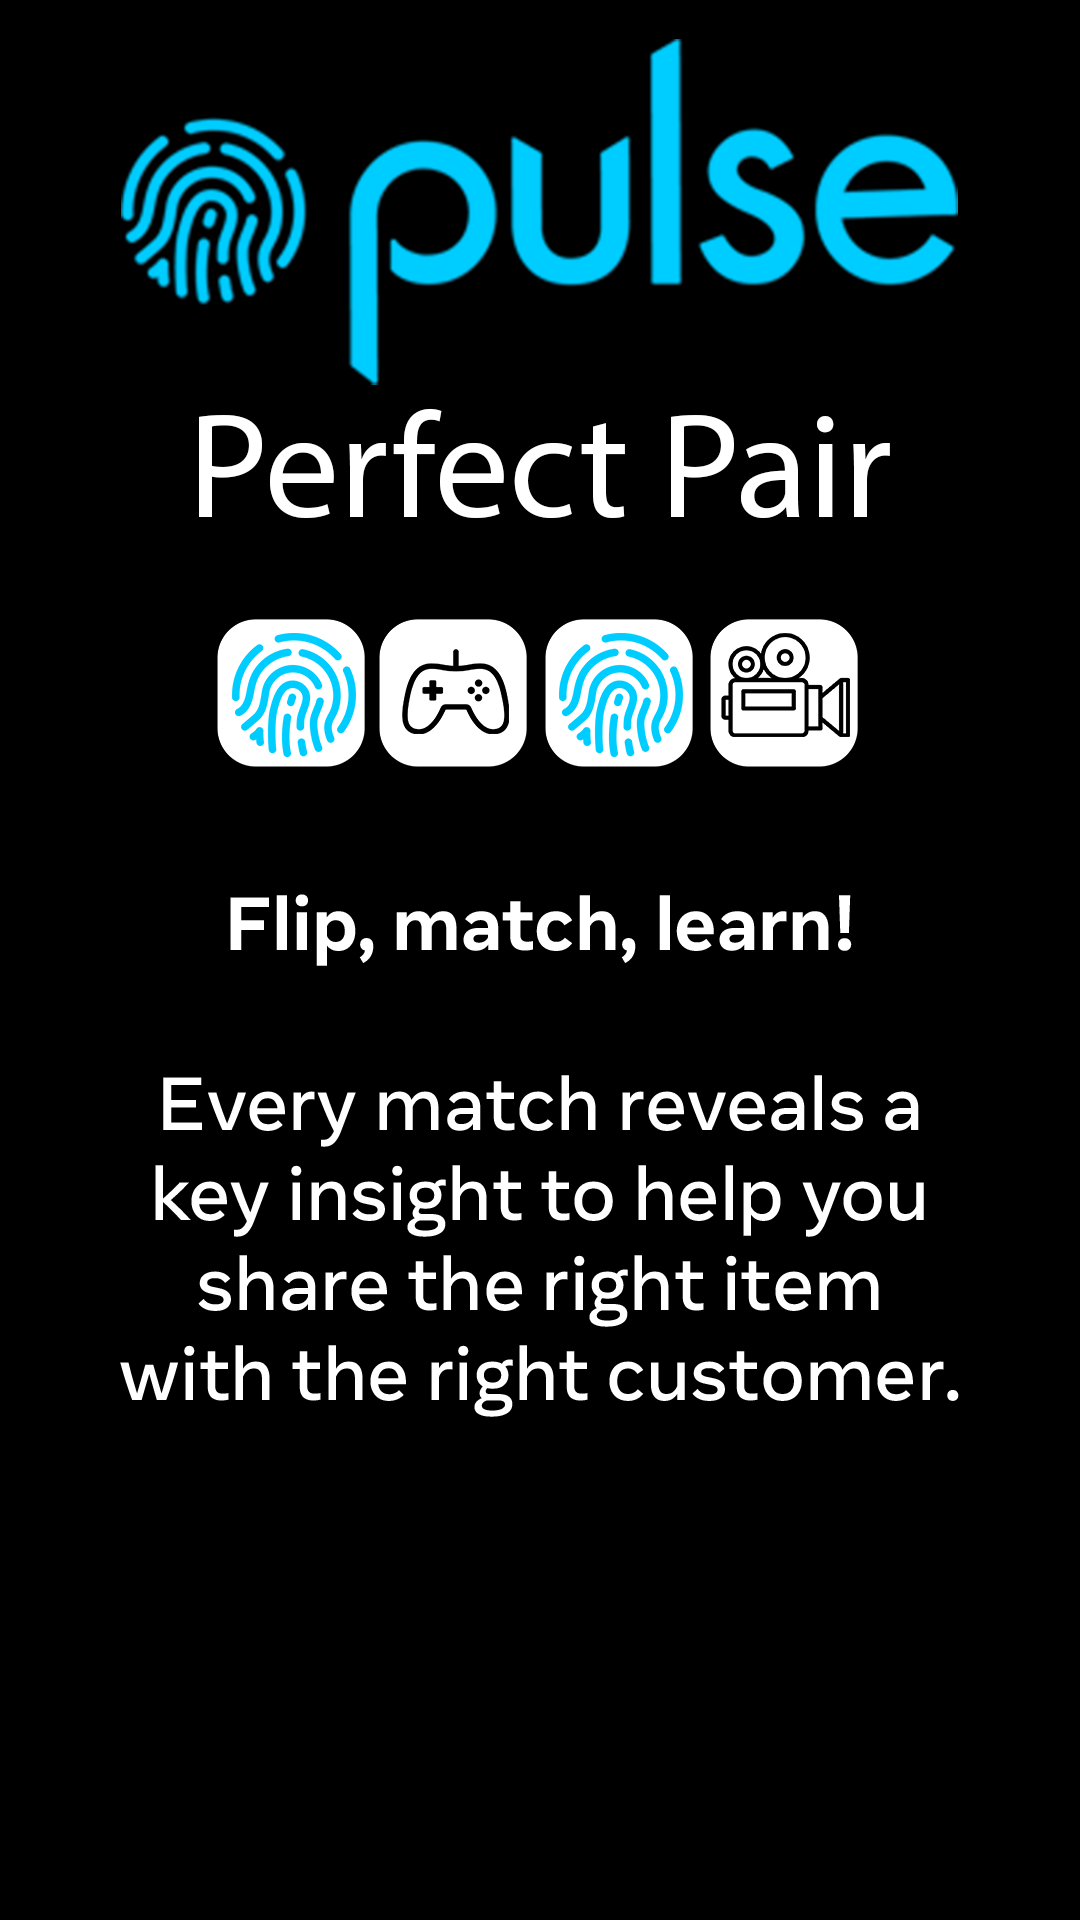 pulse
Perfect Pair
Flip, match, learn!
Every match reveals a
key insight to help you
share the right item
with the right customer.